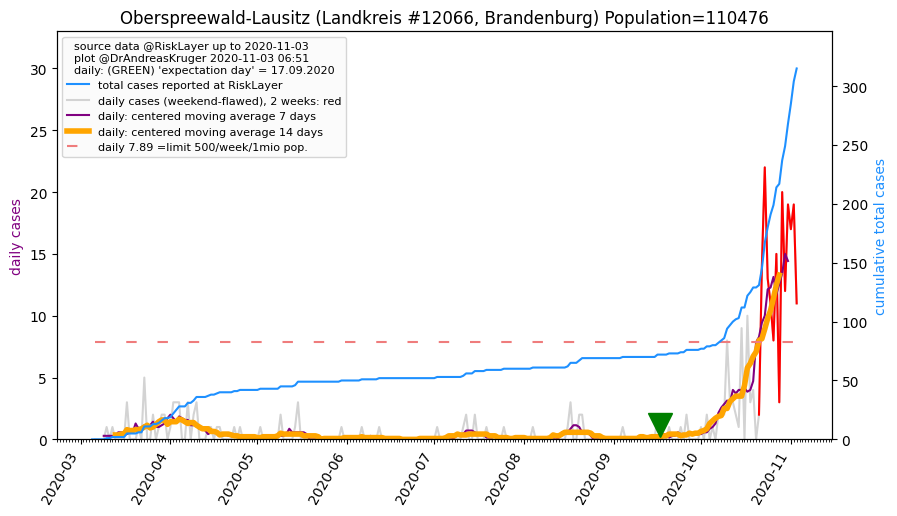 Oberspreewald-Lausitz (Landkreis #12066, Brandenburg) Population=110476
source data @RiskLayer up to 2020-11-03
plot @DrAndreasKruger 2020-11-03 06:51
daily: (GREEN) 'expectation day' = 17.09.2020
total cases reported at RiskLayer
daily cases (weekend-flawed), 2 weeks: red
daily: centered moving average 7 days
daily: centered moving average 14 days
daily 7.89 =limit 500/week/1mio pop.
daily cases
30
25
20
15
10
5
0
300
250
200
150
100
50
0
cumulative total cases
2020-03
2020-04
2020-05
2020-06
2020-07
2020-08
2020-09
2020-10
2020-11